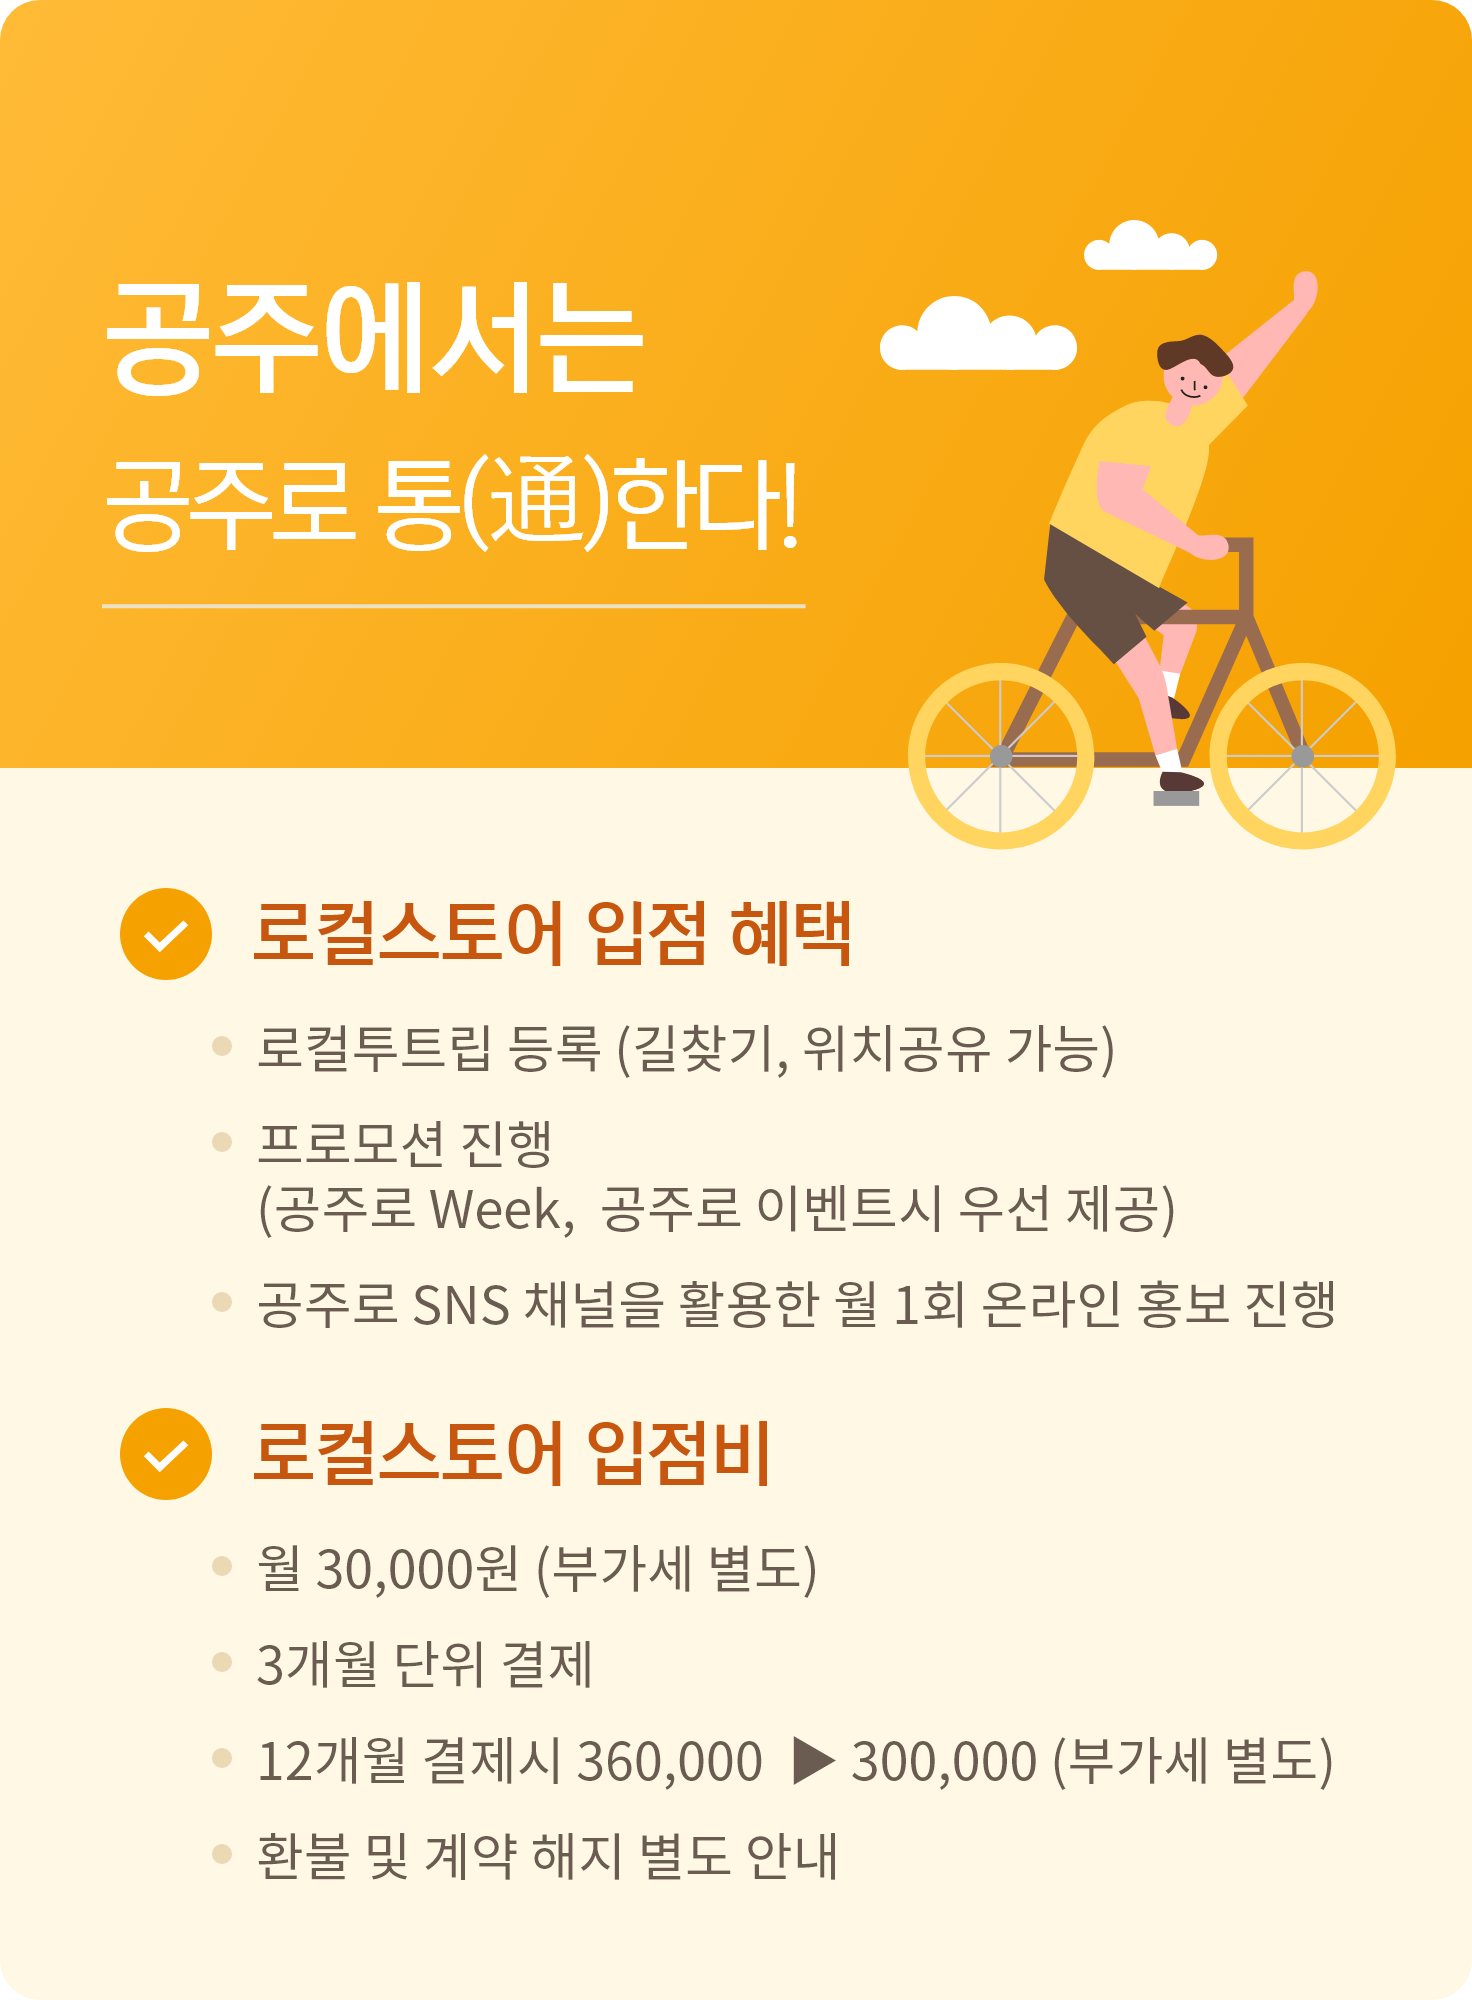 공주에서는
공주로 통(通)한다!
로컬스토어 입점 혜택
로컬투트립 등록 (길찾기, 위치공유 가능)
프로모션 진행
(공주로 Week, 공주로 이벤트시 우선 제공)
공주로 SNS 채널을 활용한 월 1회 온라인 홍보 진행
로컬스토어 입점비
월 30,000원 (부가세 별도)
3개월 단위 결제
12개월 결제시 360,000 ▶ 300,000 (부가세 별도)
환불 및 계약 해지 별도 안내